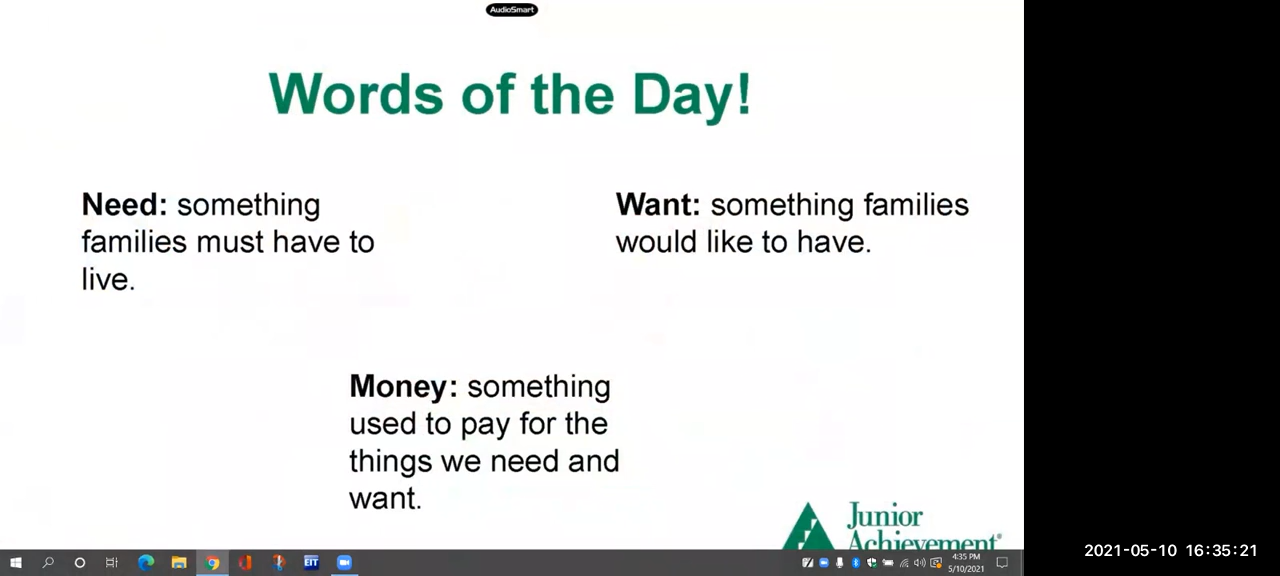 AudioSmart
Words of the Day!
Need: something
families must have to
live.
Want: something families
would like to have.
Money: something
used to pay for the
things we need and
want.
Junior
Achievement®
EIT
4:35 PM
5/10/2021
2021-05-10 16:35:21